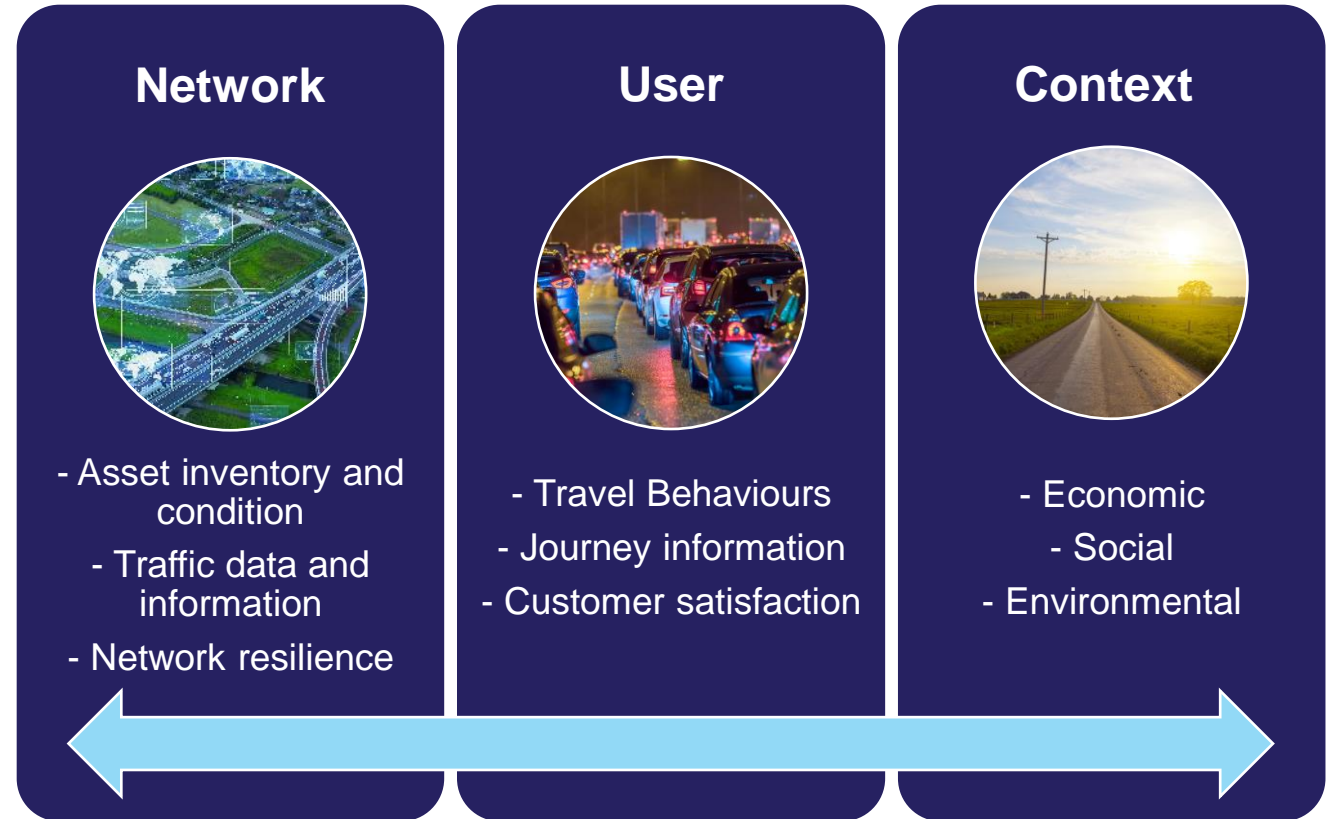 Network
- Asset inventory and
condition
- Traffic data and
information
- Network resilience
User
- Travel Behaviours
- Journey information
- Customer satisfaction
Context
- Economic
- Social
- Environmental